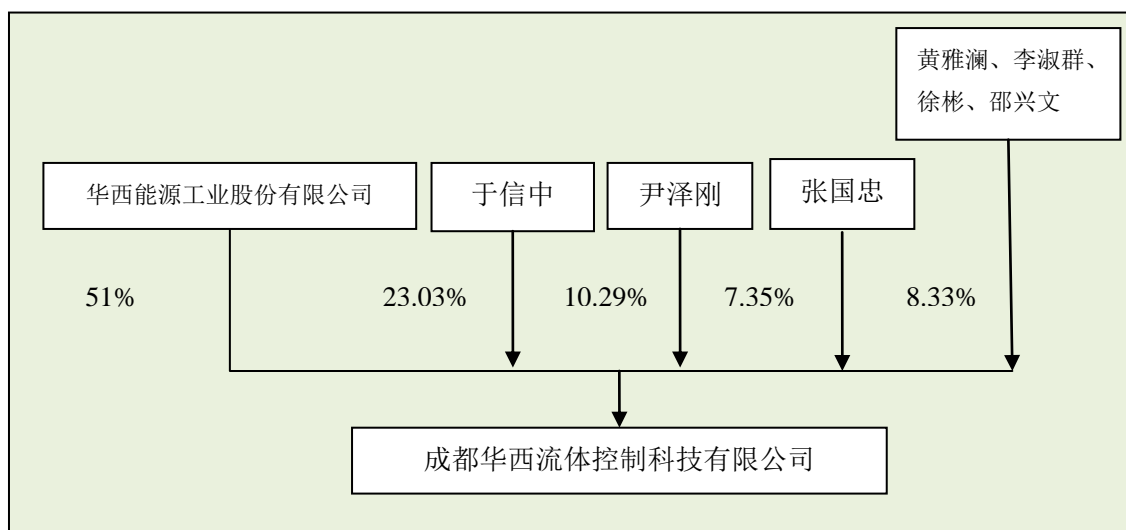 黄雅澜、李淑群、
徐彬、邵兴文
华西能源工业股份有限公司
于信中
尹泽刚
张国忠
51%
23.03%
10.29%
7.35%
8.33%
成都华西流体控制科技有限公司